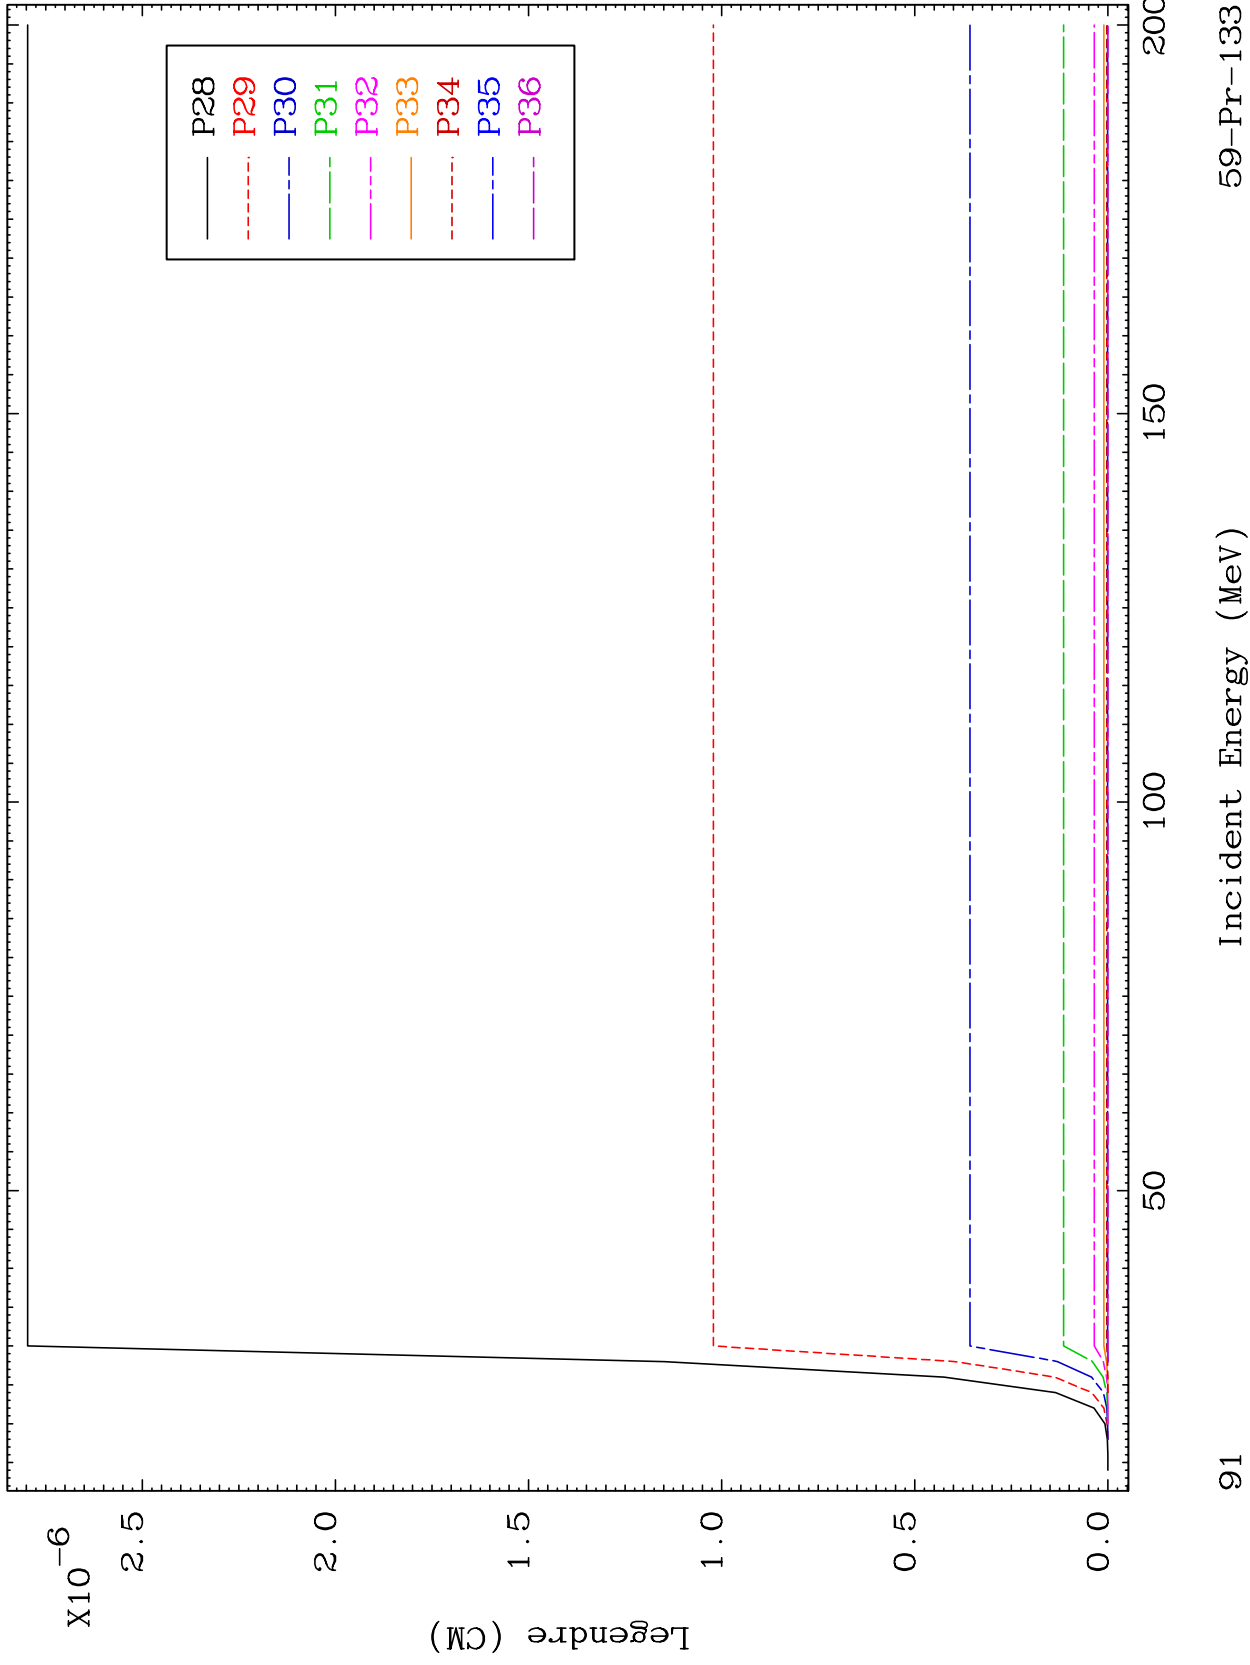 X10-6
2.5
2.0
1.5
1.0
0.5
0.0
Legendre (CM)
P28
P29
P30
P31
P32
P33
P34
P35
P36
50
100
150
200
91
Incident Energy (MeV)
59-Pr-133